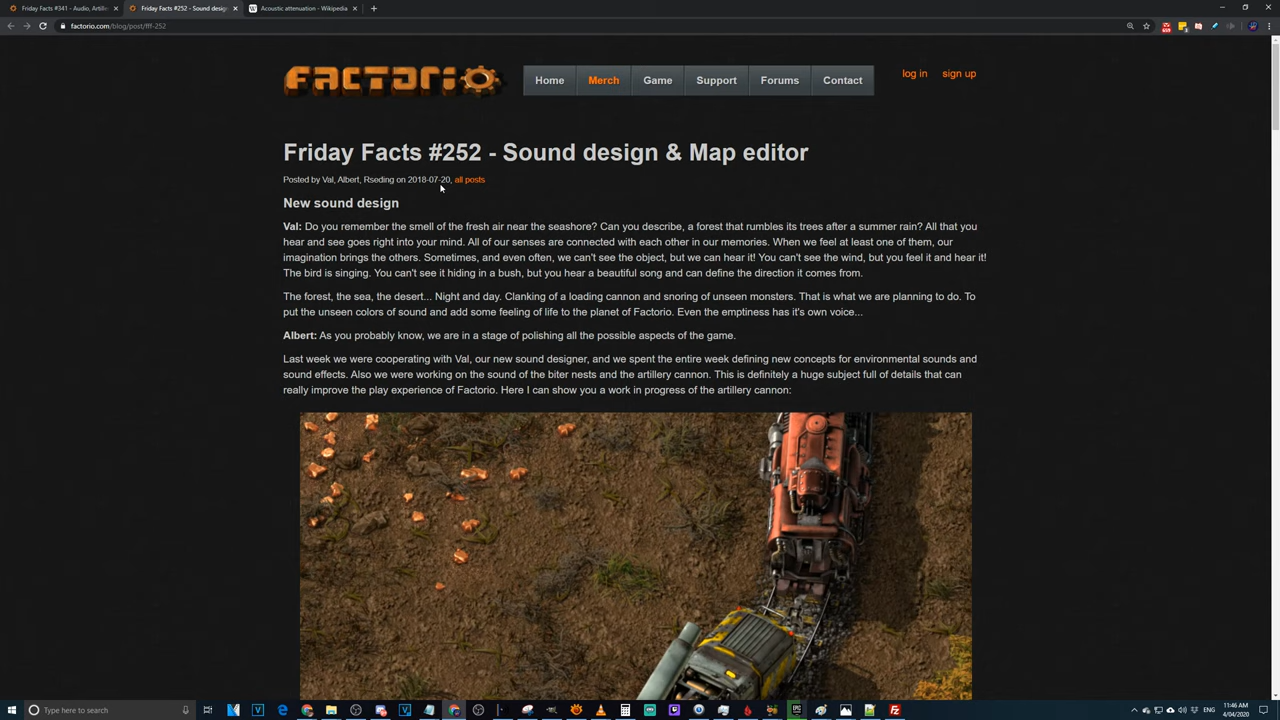 Friday Facts #341 - Audio, Artille
Friday Facts #252 - Sound desig
Acoustic attenuation - Wikipedia
factorio.com/blog/post/fff-252
FACTORIO
Home
Merch
Game
Support
Forums
Contact
log in
sign up
Friday Facts #252 - Sound design & Map editor
Posted by Val, Albert, Rseding on 2018-07-20, all posts
New sound design
Val: Do you remember the smell of the fresh air near the seashore? Can you describe, a forest that rumbles its trees after a summer rain? All that you
hear and see goes right into your mind. All of our senses are connected with each other in our memories. When we feel at least one of them, our
imagination brings the others. Sometimes, and even often, we can't see the object, but we can hear it! You can't see the wind, but you feel it and hear it!
The bird is singing. You can't see it hiding in a bush, but you hear a beautiful song and can define the direction it comes from.
The forest, the sea, the desert... Night and day. Clanking of a loading cannon and snoring of unseen monsters. That is what we are planning to do. To
put the unseen colors of sound and add some feeling of life to the planet of Factorio. Even the emptiness has it's own voice...
Albert: As you probably know, we are in a stage of polishing all the possible aspects of the game.
Last week we were cooperating with Val, our new sound designer, and we spent the entire week defining new concepts for environmental sounds and
sound effects. Also we were working on the sound of the biter nests and the artillery cannon. This is definitely a huge subject full of details that can
really improve the play experience of Factorio. Here I can show you a work in progress of the artillery cannon:
Type here to search
ENG
11:46 AM
4/04/2020